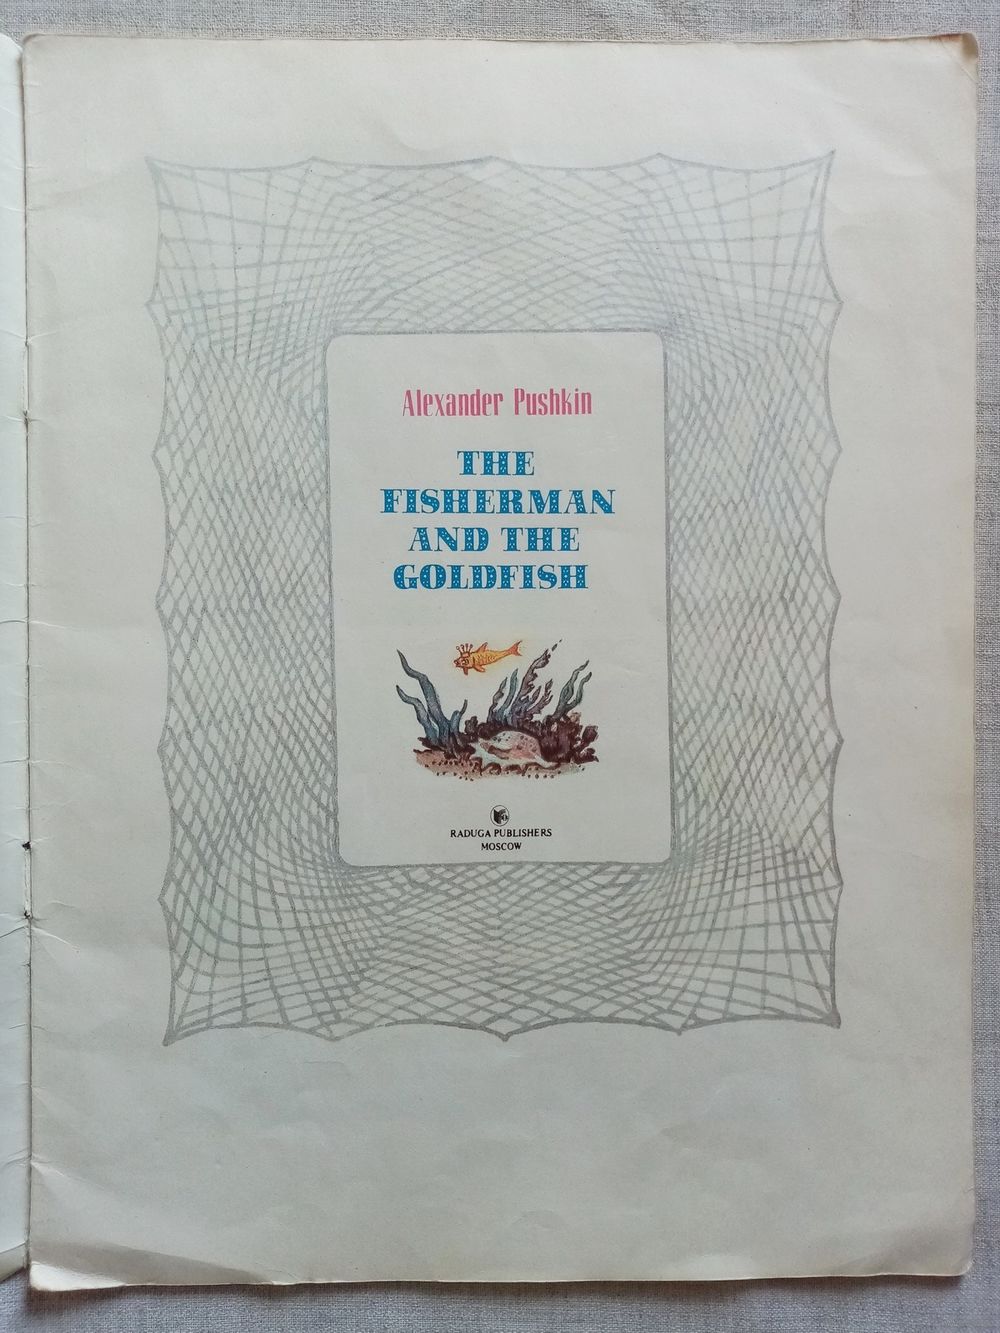 Alexander Pushkin
THE
FISHERMAN
AND THE
GOLDFISH
RADUGA PUBLISHERS
MOSCOW